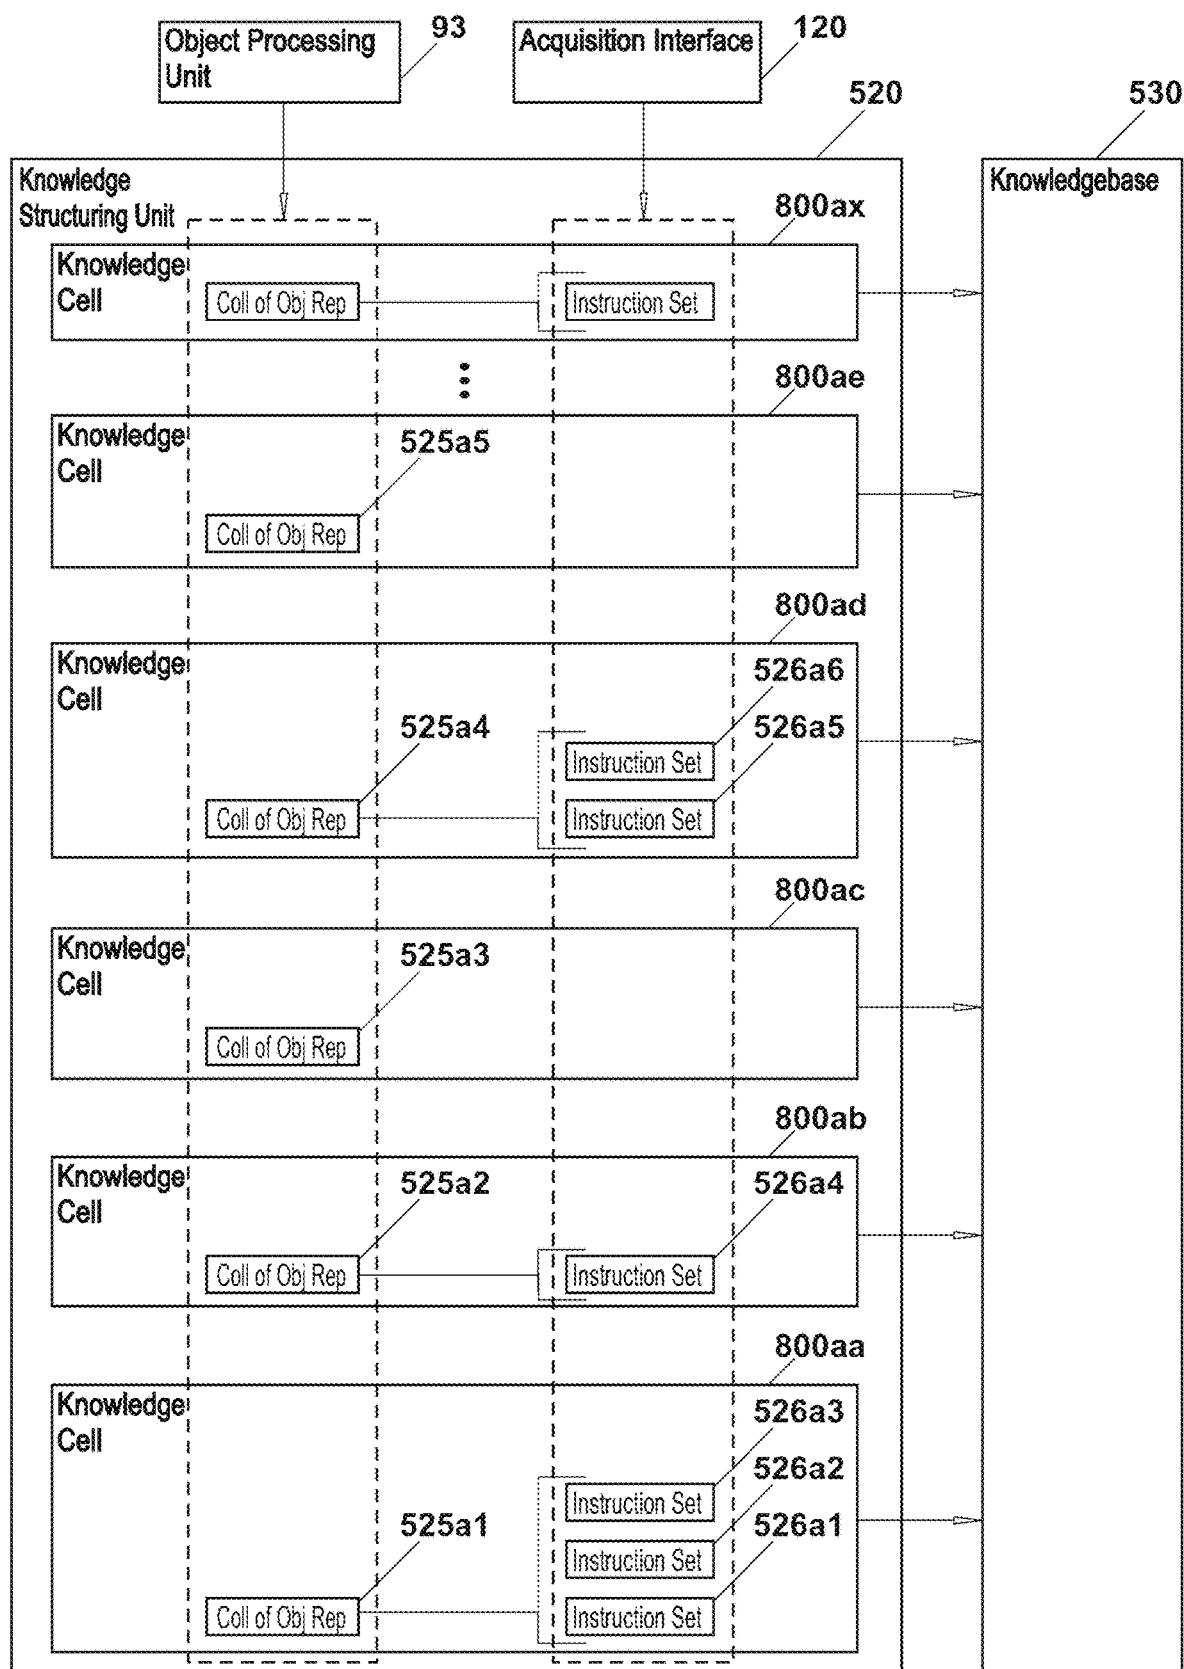 Object Processing
Unit
93
Acquisition Interface
120
520
530
Knowledge
Structuring Unit
Knowledgebase
800ax
Knowledge
Cell
Coll of Obj Rep
Instruction Set
800ae
Knowledge
Cell
525a5
Coll of Obj Rep
800ad
Knowledge
Cell
526a6
525a4
526a5
Instruction Set
Coll of Obj Rep
Instruction Set
800ac
Knowledge
Cell
525a3
Coll of Obj Rep
800ab
Knowledge
Cell
525a2
526a4
Coll of Obj Rep
Instruction Set
800aa
Knowledge
Cell
526a3
526a2
Instruction Set
525a1
526a1
Instruction Set
Coll of Obj Rep
Instruction Set